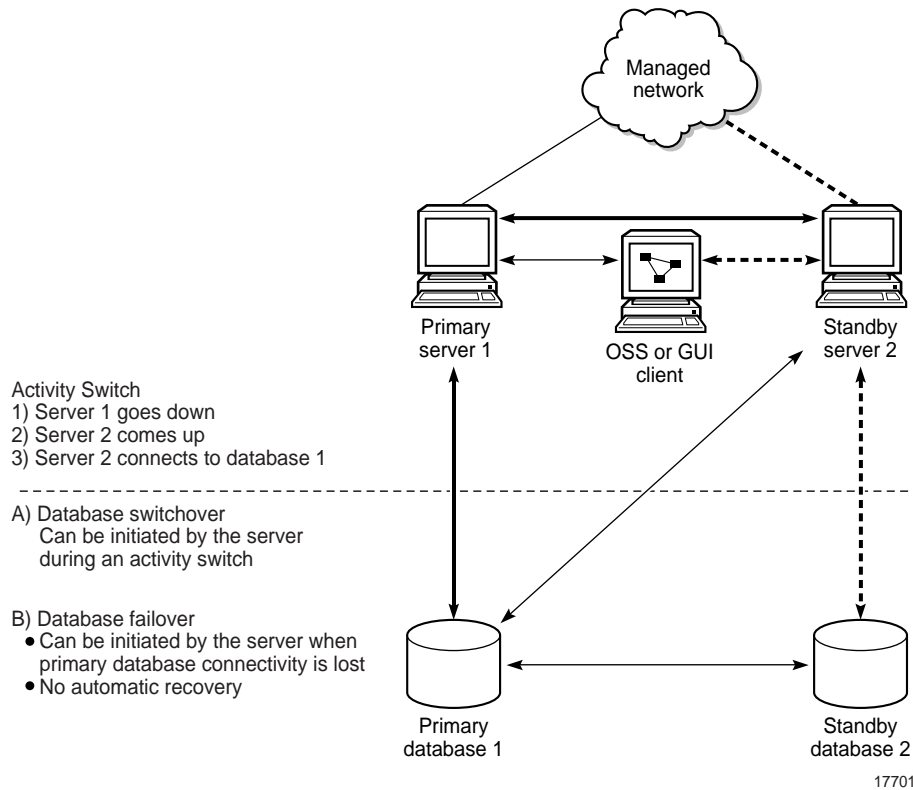 Managed
network
Primary
server 1
OSS or GUI
client
Standby
server 2
Activity Switch
1) Server 1 goes down
2) Server 2 comes up
3) Server 2 connects to database 1
A) Database switchover
Can be initiated by the server
during an activity switch
B) Database failover
• Can be initiated by the server when
primary database connectivity is lost
• No automatic recovery
Primary
database 1
Standby
database 2
17701